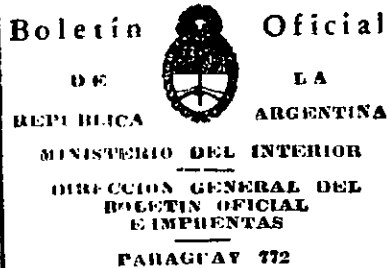 Boletín Oficial
DE LA
REPUBLICA ARGENTINA
MINISTERIO DEL INTERIOR
DIRECCION GENERAL DEL
BOLETIN OFICIAL
E IMPRENTAS
PARAGUAY 772